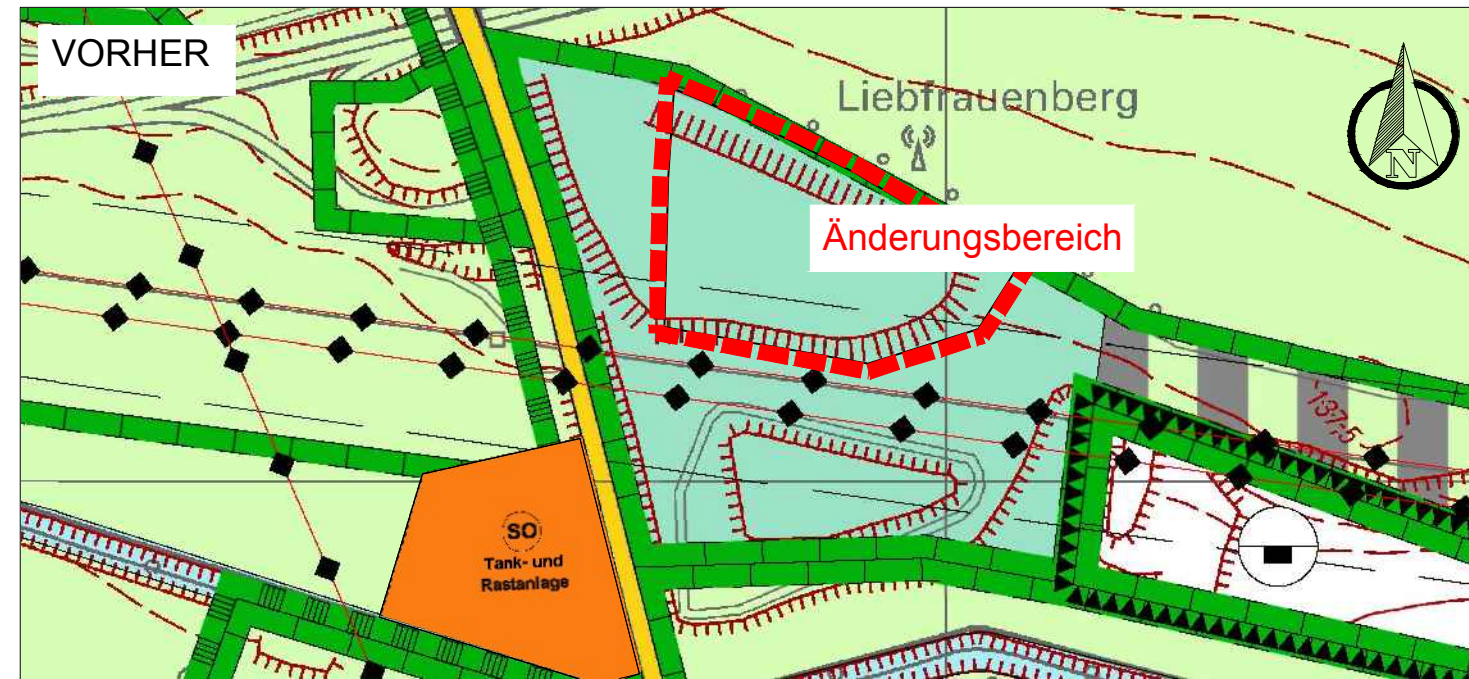 VORHER
Liebfrauenberg
N
Änderungsbereich
137,5
SO
Tank- und
Rastanlage